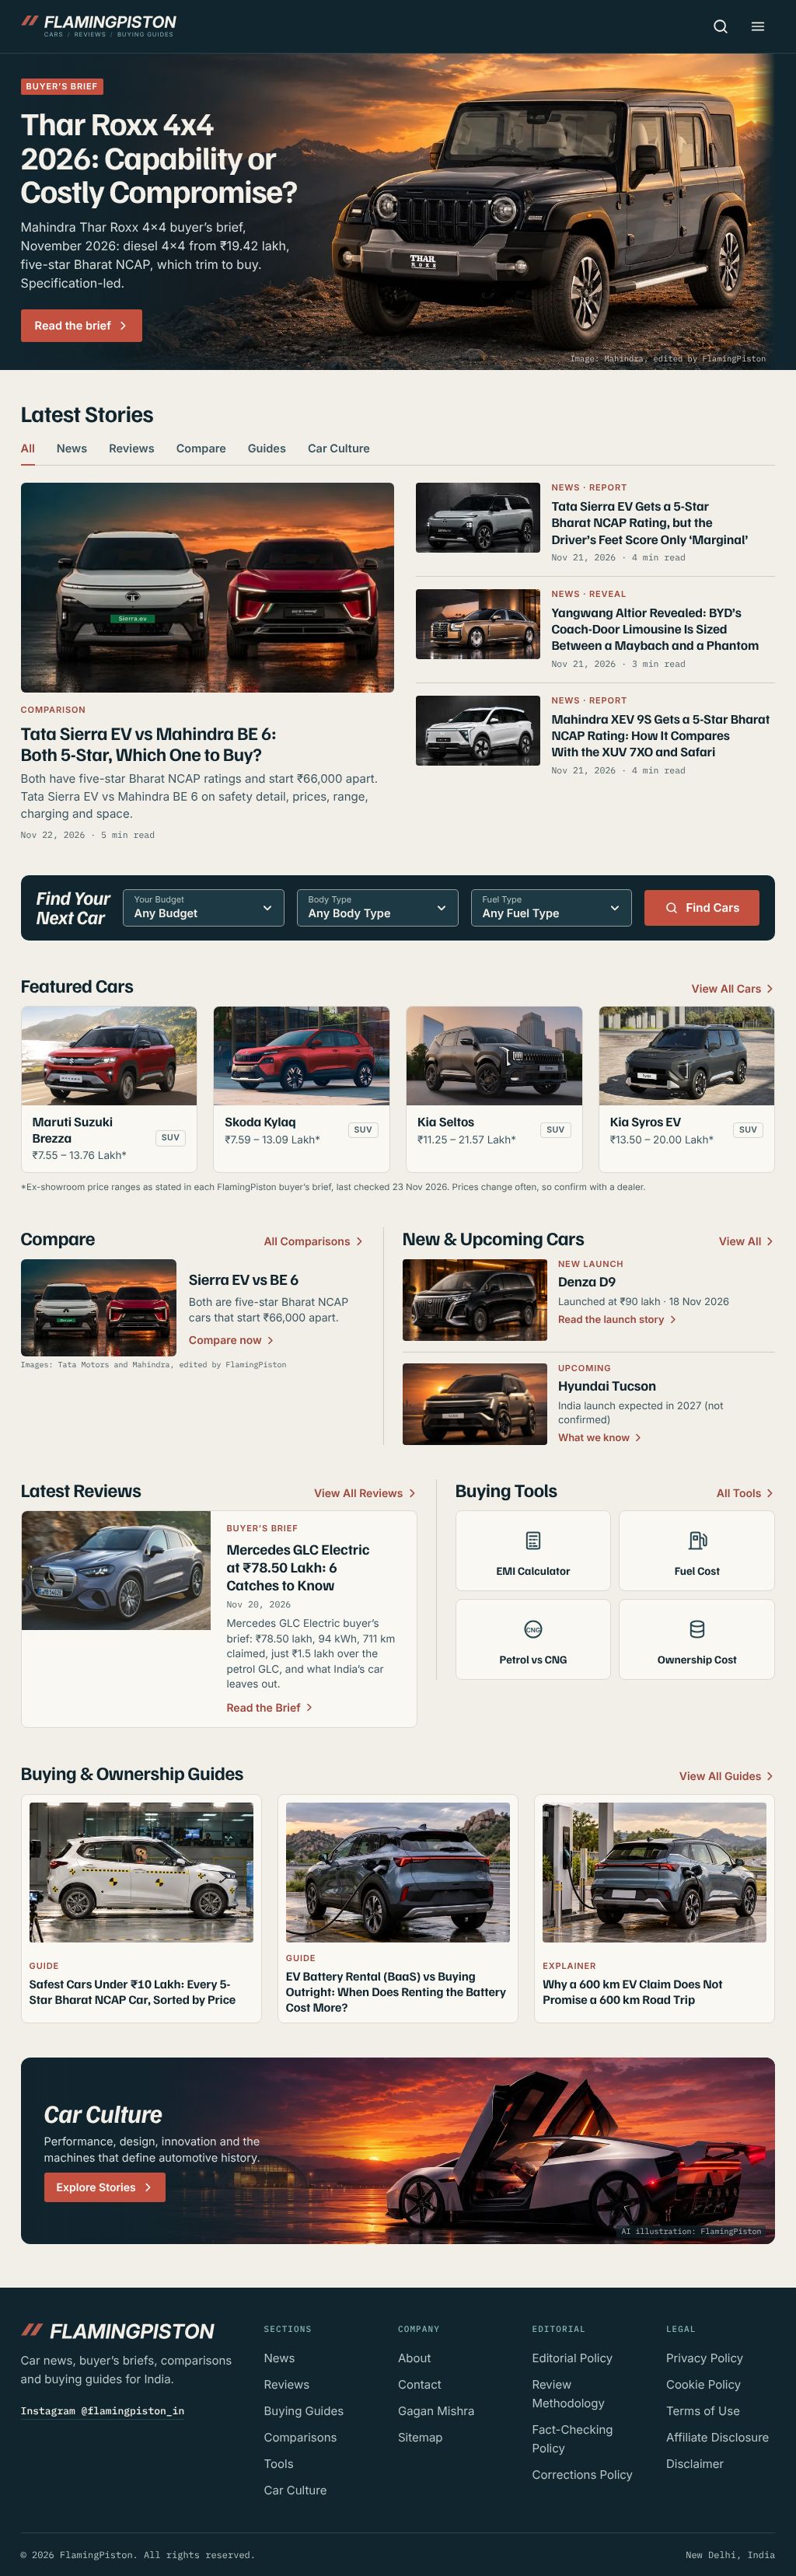 FLAMINGPISTON
CARS / REVIEWS / BUYING GUIDES
BUYER'S BRIEF
Thar Roxx 4x4
2026: Capability or
Costly Compromise?
Mahindra Thar Roxx 4×4 buyer's brief,
November 2026: diesel 4×4 from ₹19.42 lakh,
five-star Bharat NCAP, which trim to buy.
Specification-led.
Read the brief
THAR
ROXX
Image: Mahindra, edited by FlamingPiston
Latest Stories
All News Reviews Compare Guides Car Culture
Sierra.ev
COMPARISON
Tata Sierra EV vs Mahindra BE 6:
Both 5-Star, Which One to Buy?
Both have five-star Bharat NCAP ratings and start ₹66,000 apart.
Tata Sierra EV vs Mahindra BE 6 on safety detail, prices, range,
charging and space.
Nov 22, 2026 · 5 min read
NEWS · REPORT
Tata Sierra EV Gets a 5-Star
Bharat NCAP Rating, but the
Driver's Feet Score Only ‘Marginal’
Nov 21, 2026 · 4 min read
NEWS · REVEAL
Yangwang Altior Revealed: BYD's
Coach-Door Limousine Is Sized
Between a Maybach and a Phantom
Nov 21, 2026 · 3 min read
NEWS · REPORT
Mahindra XEV 9S Gets a 5-Star Bharat
NCAP Rating: How It Compares
With the XUV 7XO and Safari
Nov 21, 2026 · 4 min read
Find Your
Next Car
Your Budget
Any Budget
Body Type
Any Body Type
Fuel Type
Any Fuel Type
Find Cars
Featured Cars
View All Cars
Maruti Suzuki
Brezza
₹7.55 – 13.76 Lakh*
SUV
Skoda Kylaq
₹7.59 – 13.09 Lakh*
SUV
Kia Seltos
₹11.25 – 21.57 Lakh*
SUV
Kia Syros EV
₹13.50 – 20.00 Lakh*
SUV
*Ex-showroom price ranges as stated in each FlamingPiston buyer's brief, last checked 23 Nov 2026. Prices change often, so confirm with a dealer.
Compare
All Comparisons
Sierra EV vs BE 6
Both are five-star Bharat NCAP
cars that start ₹66,000 apart.
Compare now
Images: Tata Motors and Mahindra, edited by FlamingPiston
New & Upcoming Cars
View All
NEW LAUNCH
Denza D9
Launched at ₹90 lakh · 18 Nov 2026
Read the launch story
UPCOMING
Hyundai Tucson
India launch expected in 2027 (not
confirmed)
What we know
Latest Reviews
View All Reviews
BUYER'S BRIEF
Mercedes GLC Electric
at ₹78.50 Lakh: 6
Catches to Know
Nov 20, 2026
Mercedes GLC Electric buyer's
brief: ₹78.50 lakh, 94 kWh, 711 km
claimed, just ₹1.5 lakh over the
petrol GLC, and what India's car
leaves out.
Read the Brief
Buying Tools
All Tools
EMI Calculator
Fuel Cost
CNG
Petrol vs CNG
Ownership Cost
Buying & Ownership Guides
View All Guides
GUIDE
Safest Cars Under ₹10 Lakh: Every 5-
Star Bharat NCAP Car, Sorted by Price
GUIDE
EV Battery Rental (BaaS) vs Buying
Outright: When Does Renting the Battery
Cost More?
EXPLAINER
Why a 600 km EV Claim Does Not
Promise a 600 km Road Trip
Car Culture
Performance, design, innovation and the
machines that define automotive history.
Explore Stories
AI illustration: FlamingPiston
FLAMINGPISTON
Car news, buyer's briefs, comparisons
and buying guides for India.
Instagram @flamingpiston_in
SECTIONS
News
Reviews
Buying Guides
Comparisons
Tools
Car Culture
COMPANY
About
Contact
Gagan Mishra
Sitemap
EDITORIAL
Editorial Policy
Review
Methodology
Fact-Checking
Policy
Corrections Policy
LEGAL
Privacy Policy
Cookie Policy
Terms of Use
Affiliate Disclosure
Disclaimer
© 2026 FlamingPiston. All rights reserved.
New Delhi, India